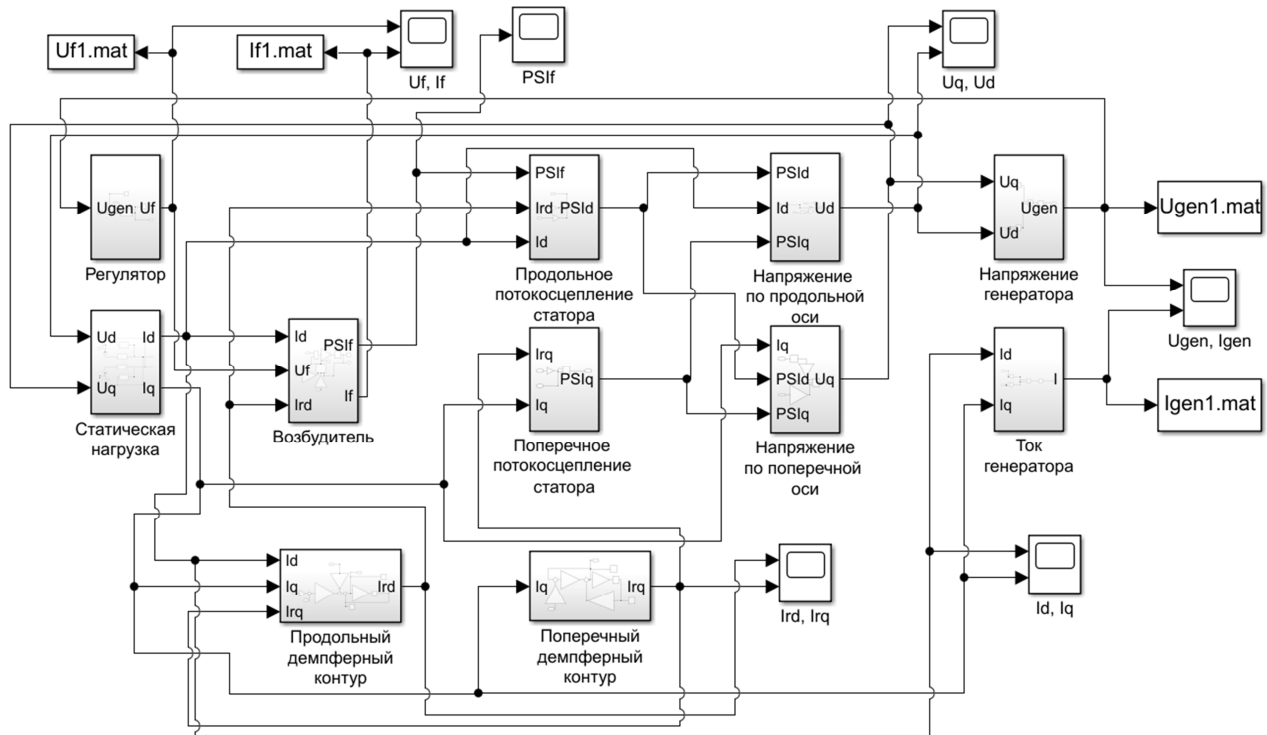 Uf1.mat
If1.mat
Uf, If
PSIf
Uq, Ud
Ugen
Uf
Регулятор
PSIf
Ird
PSId
Id
Продольное
потокосцепление
статора
PSId
Id
Ud
PSIq
Напряжение
по продольной
оси
Uq
Ugen
Ud
Напряжение
генератора
Ugen1.mat
Ugen, Igen
Ud
Id
Uq
Iq
Статическая
нагрузка
Id
PSIf
Uf
If
Ird
Возбудитель
Irq
PSIq
Iq
Поперечное
потокосцепление
статора
Iq
PSId
Uq
PSIq
Напряжение
по поперечной
оси
Id
I
Iq
Ток
генератора
Igen1.mat
Id
Iq
Ird
Irq
Продольный
демпферный
контур
Iq
Irq
Поперечный
демпферный
контур
Ird, Irq
Id, Iq